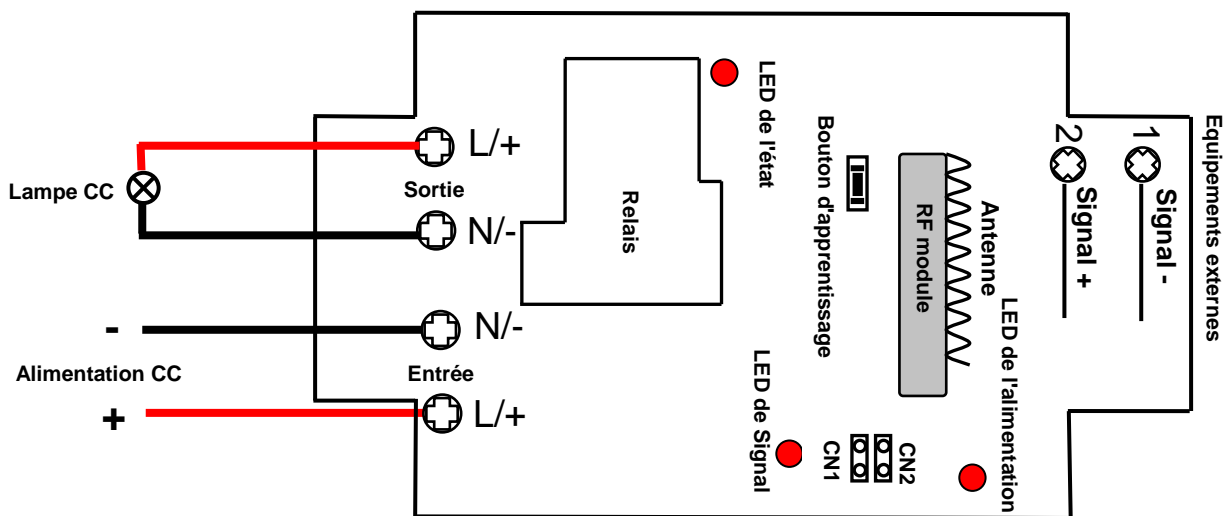 Lampe CC
L/+
Sortie
N/-
-
N/-
Alimentation CC
Entrée
+
L/+
Relais
LED de l'état
Bouton d'apprentissage
RF module
Antenne
LED de Signal
CN1
CN2
LED de l'alimentation
2
Signal +
1
Signal -
Equipements externes